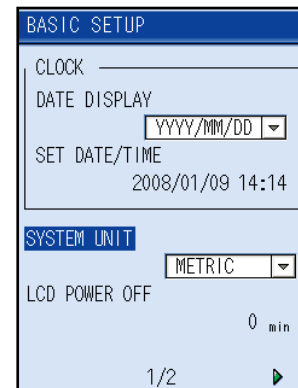 BASIC SETUP
CLOCK
DATE DISPLAY
YYYY/MM/DD
SET DATE/TIME
2008/01/09 14:14
SYSTEM UNIT
METRIC
LCD POWER OFF
0 min
1/2